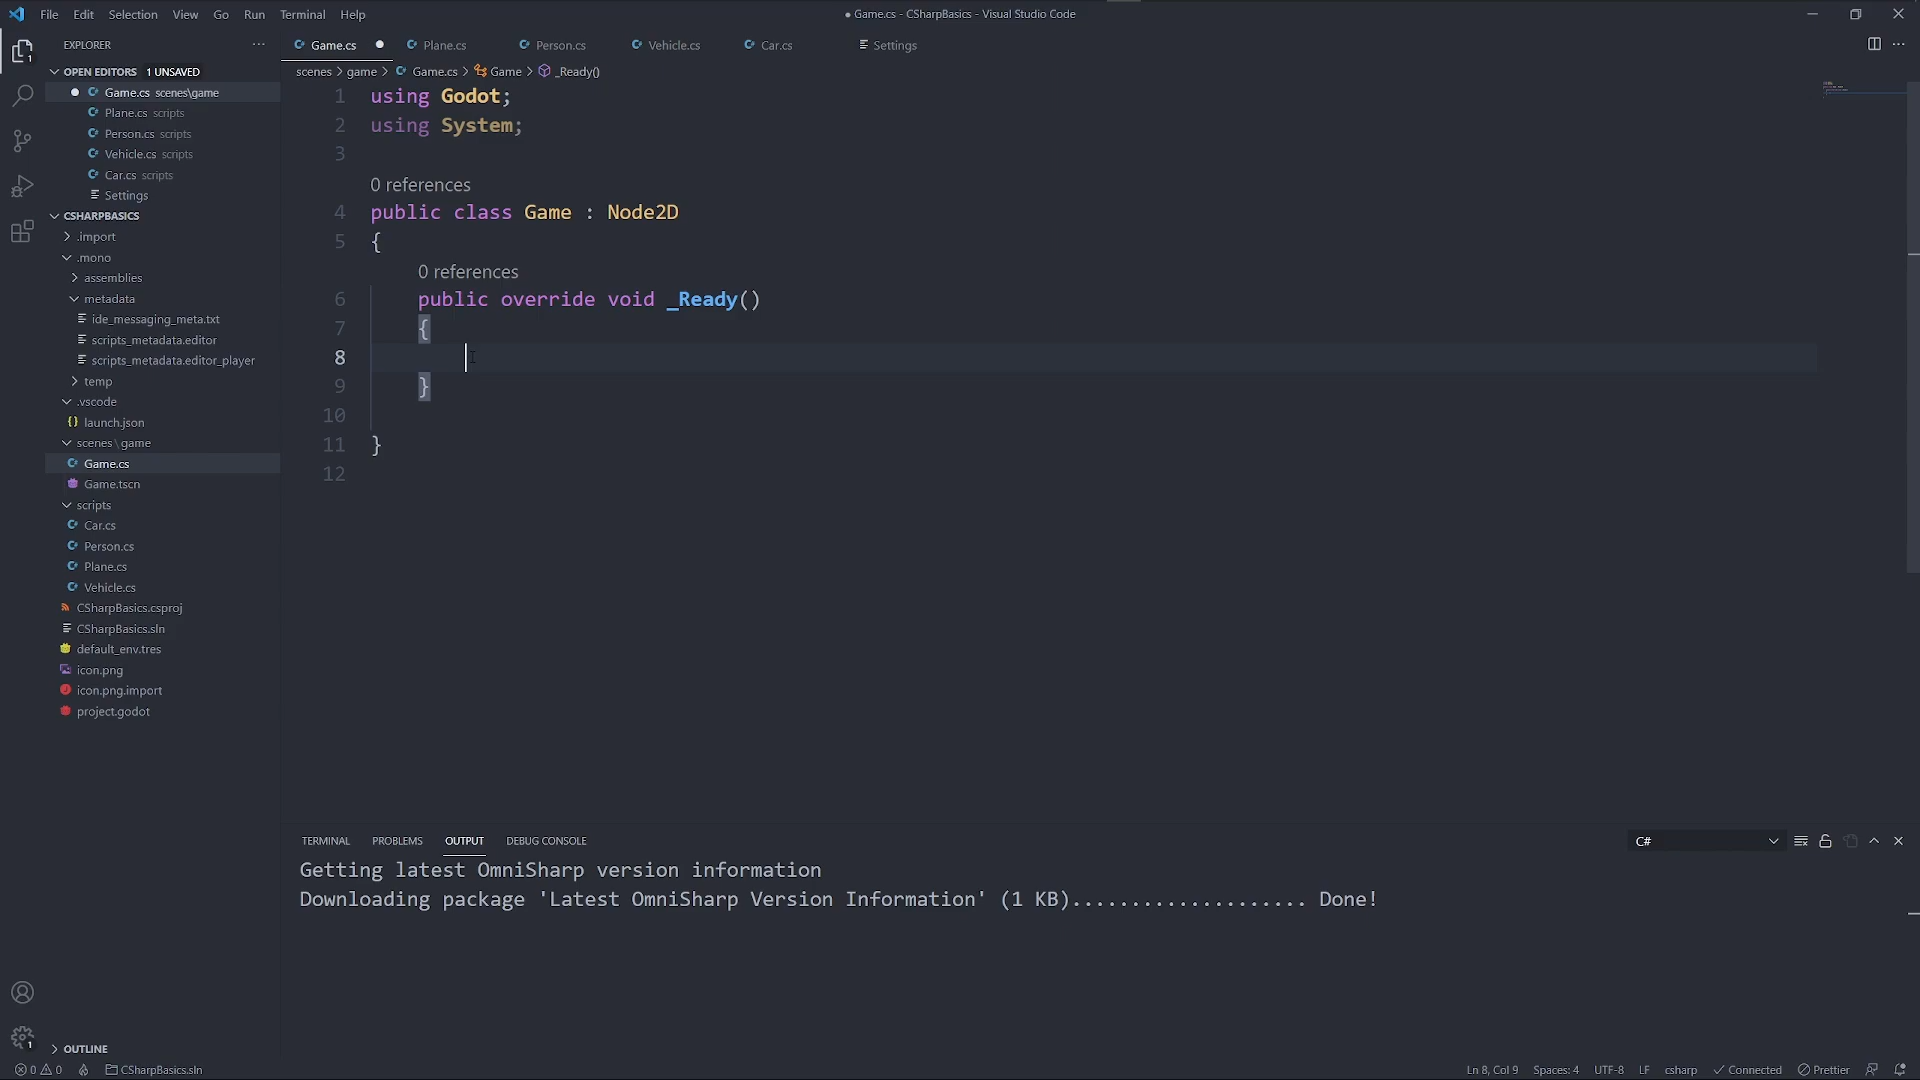 File Edit Selection View Go Run Terminal Help
● Game.cs - CSharpBasics - Visual Studio Code
EXPLORER
Game.cs
Plane.cs
Person.cs
Vehicle.cs
Car.cs
Settings
OPEN EDITORS 1 UNSAVED
scenes > game > Game.cs > Game > _Ready()
Game.cs scenes\game
Plane.cs scripts
Person.cs scripts
Vehicle.cs scripts
Car.cs scripts
Settings
CSHARPBASICS
.import
.mono
assemblies
metadata
ide_messaging_meta.txt
scripts_metadata.editor
scripts_metadata.editor_player
temp
.vscode
launch.json
scenes\game
Game.cs
Game.tscn
scripts
Car.cs
Person.cs
Plane.cs
Vehicle.cs
CSharpBasics.csproj
CSharpBasics.sln
default_env.tres
icon.png
icon.png.import
project.godot
OUTLINE
1 using Godot;
2 using System;
3
0 references
4 public class Game : Node2D
5 {
0 references
6 public override void _Ready()
7 {
8
9 }
10
11 }
12
TERMINAL PROBLEMS OUTPUT DEBUG CONSOLE
C#
Getting latest OmniSharp version information
Downloading package 'Latest OmniSharp Version Information' (1 KB).................... Done!
1
1
0 0 CSharpBasics.sln
Ln 8, Col 9 Spaces: 4 UTF-8 LF csharp Connected Prettier